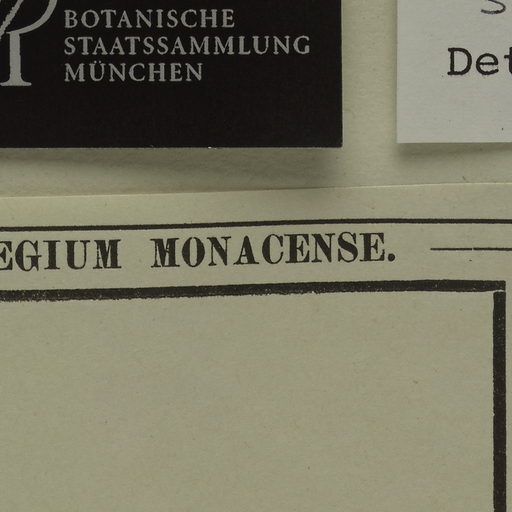 BOTANISCHE
STAATSSAMMLUNG
MÜNCHEN
Det
EGIUM MONACENSE.